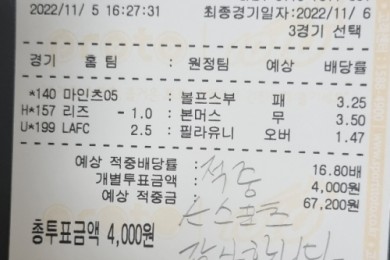 2022/11/ 5 16:27:31 최종경기일자:2022/11/ 6
3경기 선택
경기 홈 팀 : 원정팀 예상 배당률
*140 마인츠05 : 볼프스부 패 3.25
H*157 리즈 - 1.0 : 본머스 무 3.50
U*199 LAFC 2.5 : 필라유니 오버 1.47
예상 적중배당률 : 16.80배
개별투표금액 : 4,000원
예상 적중금 : 67,200원
적중
스포츠
총투표금액 4,000원
감사합니다